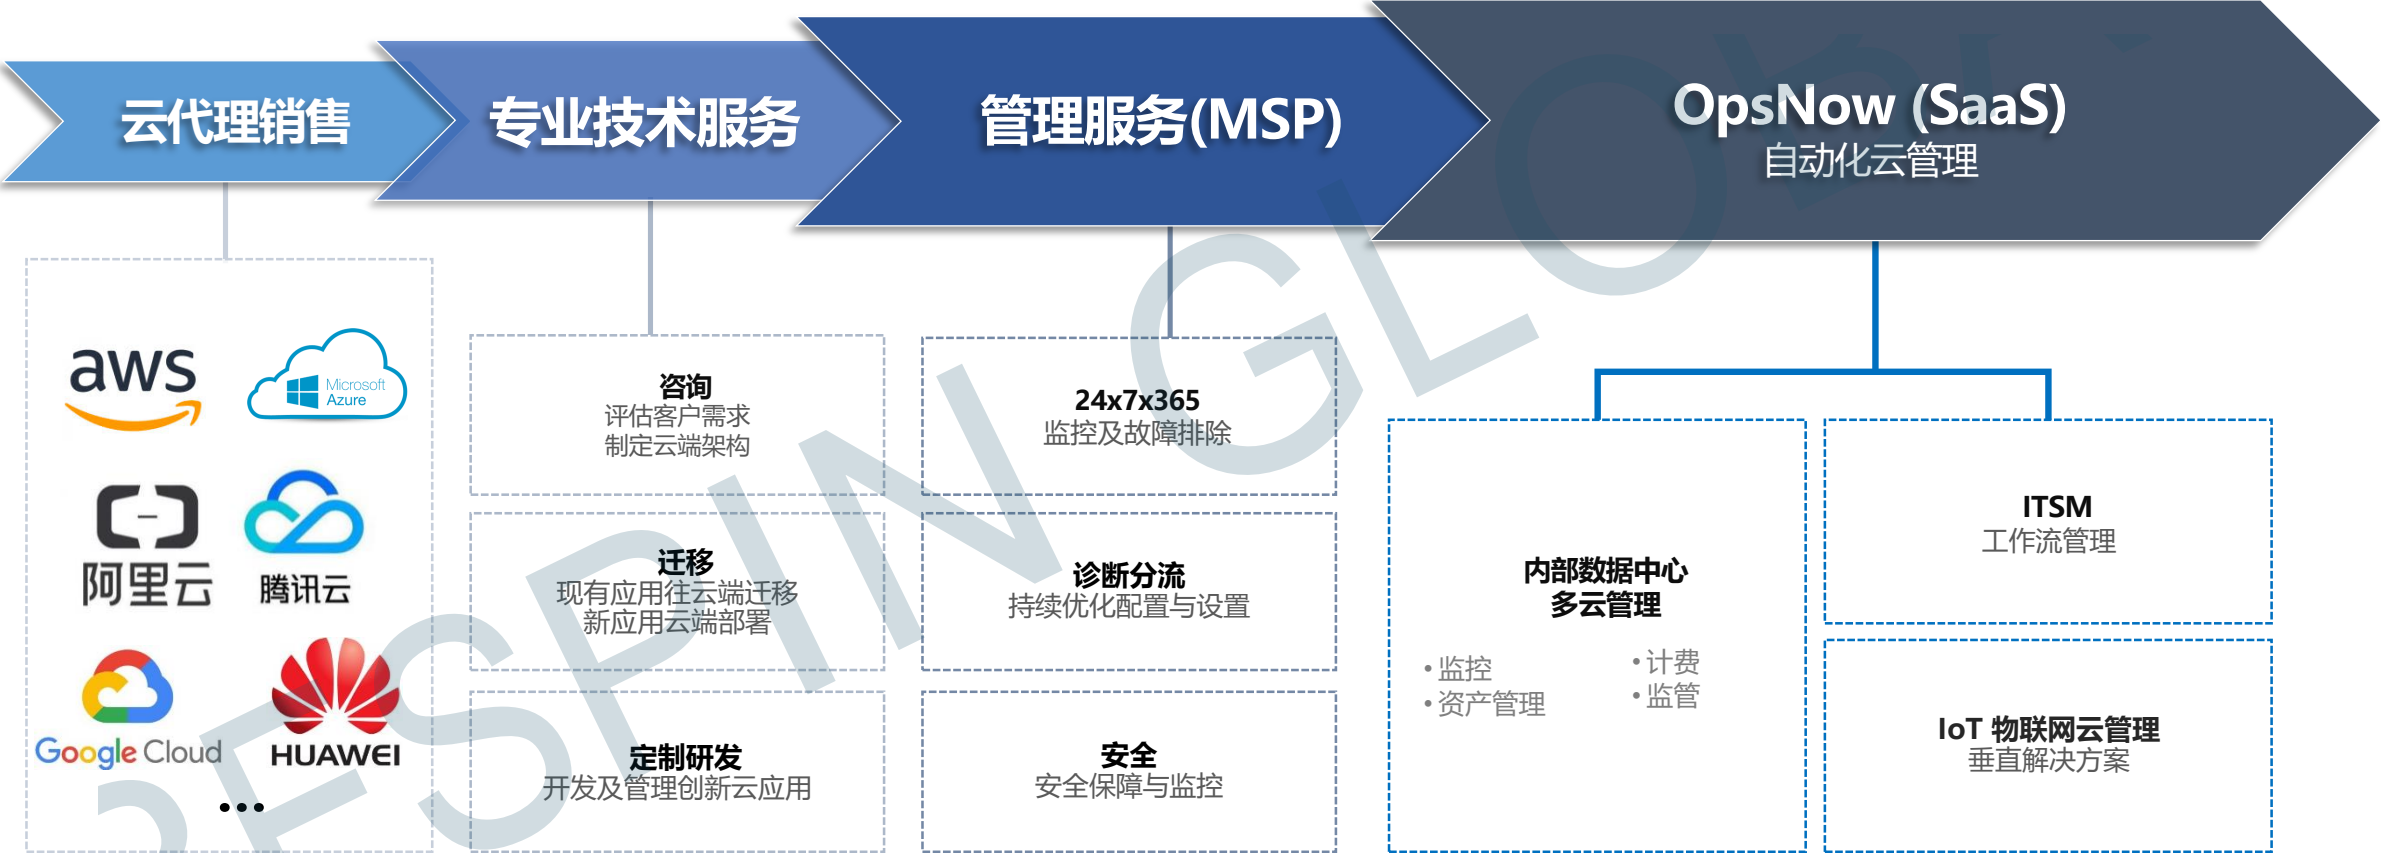 云代理销售
专业技术服务
管理服务(MSP)
OpsNow (SaaS)
自动化云管理
aws
Microsoft
Azure
阿里云
腾讯云
Google Cloud
HUAWEI
...
咨询
评估客户需求
制定云端架构
迁移
现有应用往云端迁移
新应用云端部署
定制研发
开发及管理创新云应用
24x7x365
监控及故障排除
诊断分流
持续优化配置与设置
安全
安全保障与监控
内部数据中心
多云管理
•监控
•资产管理
•计费
•监管
ITSM
工作流管理
IoT 物联网云管理
垂直解决方案
ESPIN GLO